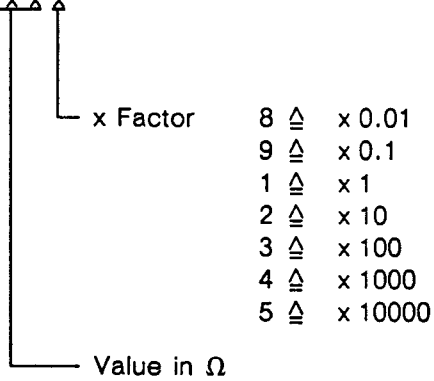 x Factor 8 ≙ x 0.01
9 ≙ x 0.1
1 ≙ x 1
2 ≙ x 10
3 ≙ x 100
4 ≙ x 1000
5 ≙ x 10000
Value in Ω